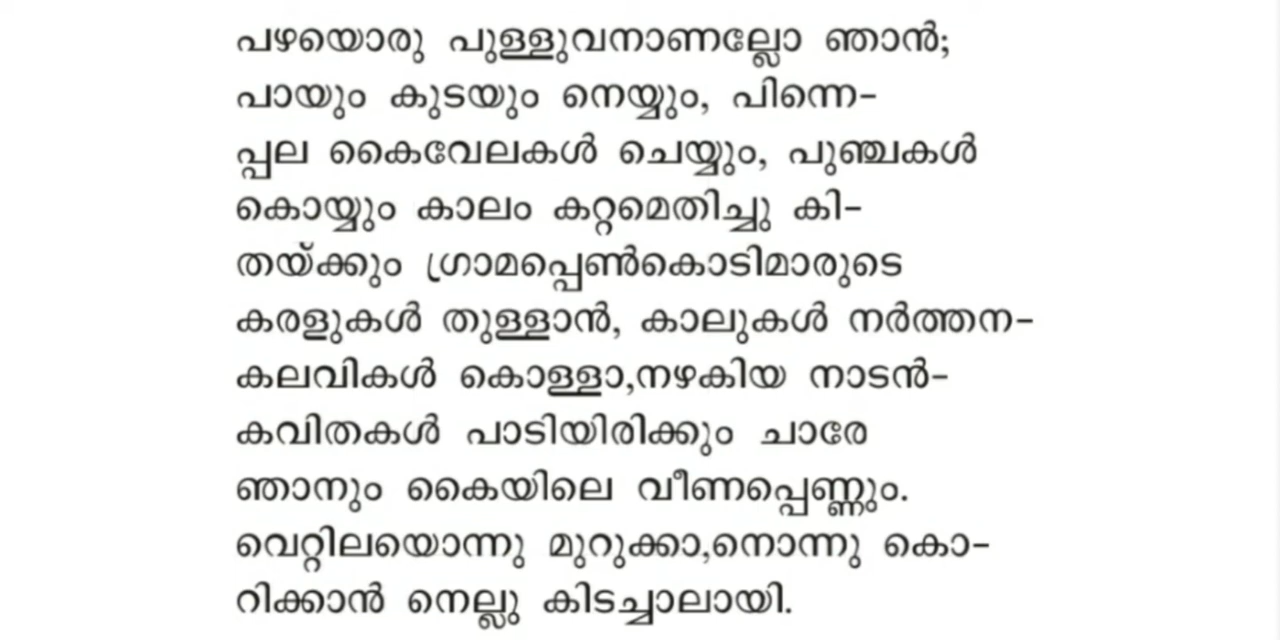 പഴയൊരു പുള്ളുവനാണല്ലോ ഞാൻ;
പായും കുടയും നെയ്യും, പിന്നെ-
പ്പല കൈവേലകൾ ചെയ്യും, പുഞ്ചകൾ
കൊയ്യും കാലം കറ്റമെതിച്ചു കി-
തയ്ക്കും ഗ്രാമപ്പെൺകൊടിമാരുടെ
കരളുകൾ തുള്ളാൻ, കാലുകൾ നർത്തന-
കലവികൾ കൊള്ളാ,നഴകിയ നാടൻ-
കവിതകൾ പാടിയിരിക്കും ചാരേ
ഞാനും കൈയിലെ വീണപ്പെണ്ണും.
വെറ്റിലയൊന്നു മുറുക്കാ,നൊന്നു കൊ-
റിക്കാൻ നെല്ലു കിടച്ചാലായി.